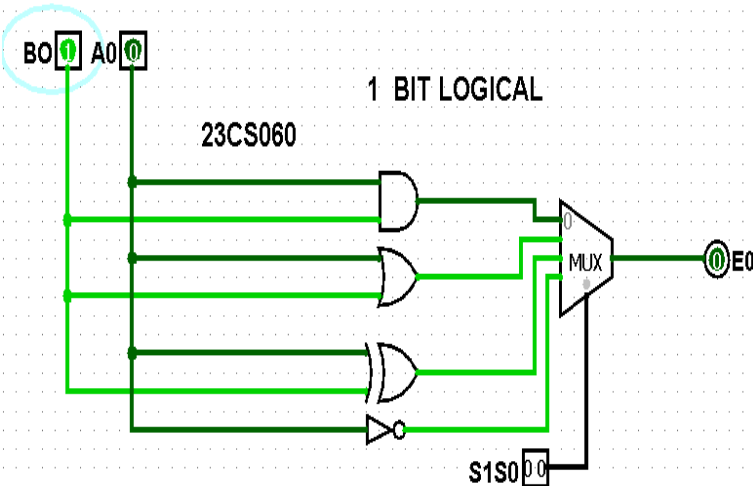 BO 1 A0 0
1 BIT LOGICAL
23CS060
0
MUX
0 E0
S1S0 0 0